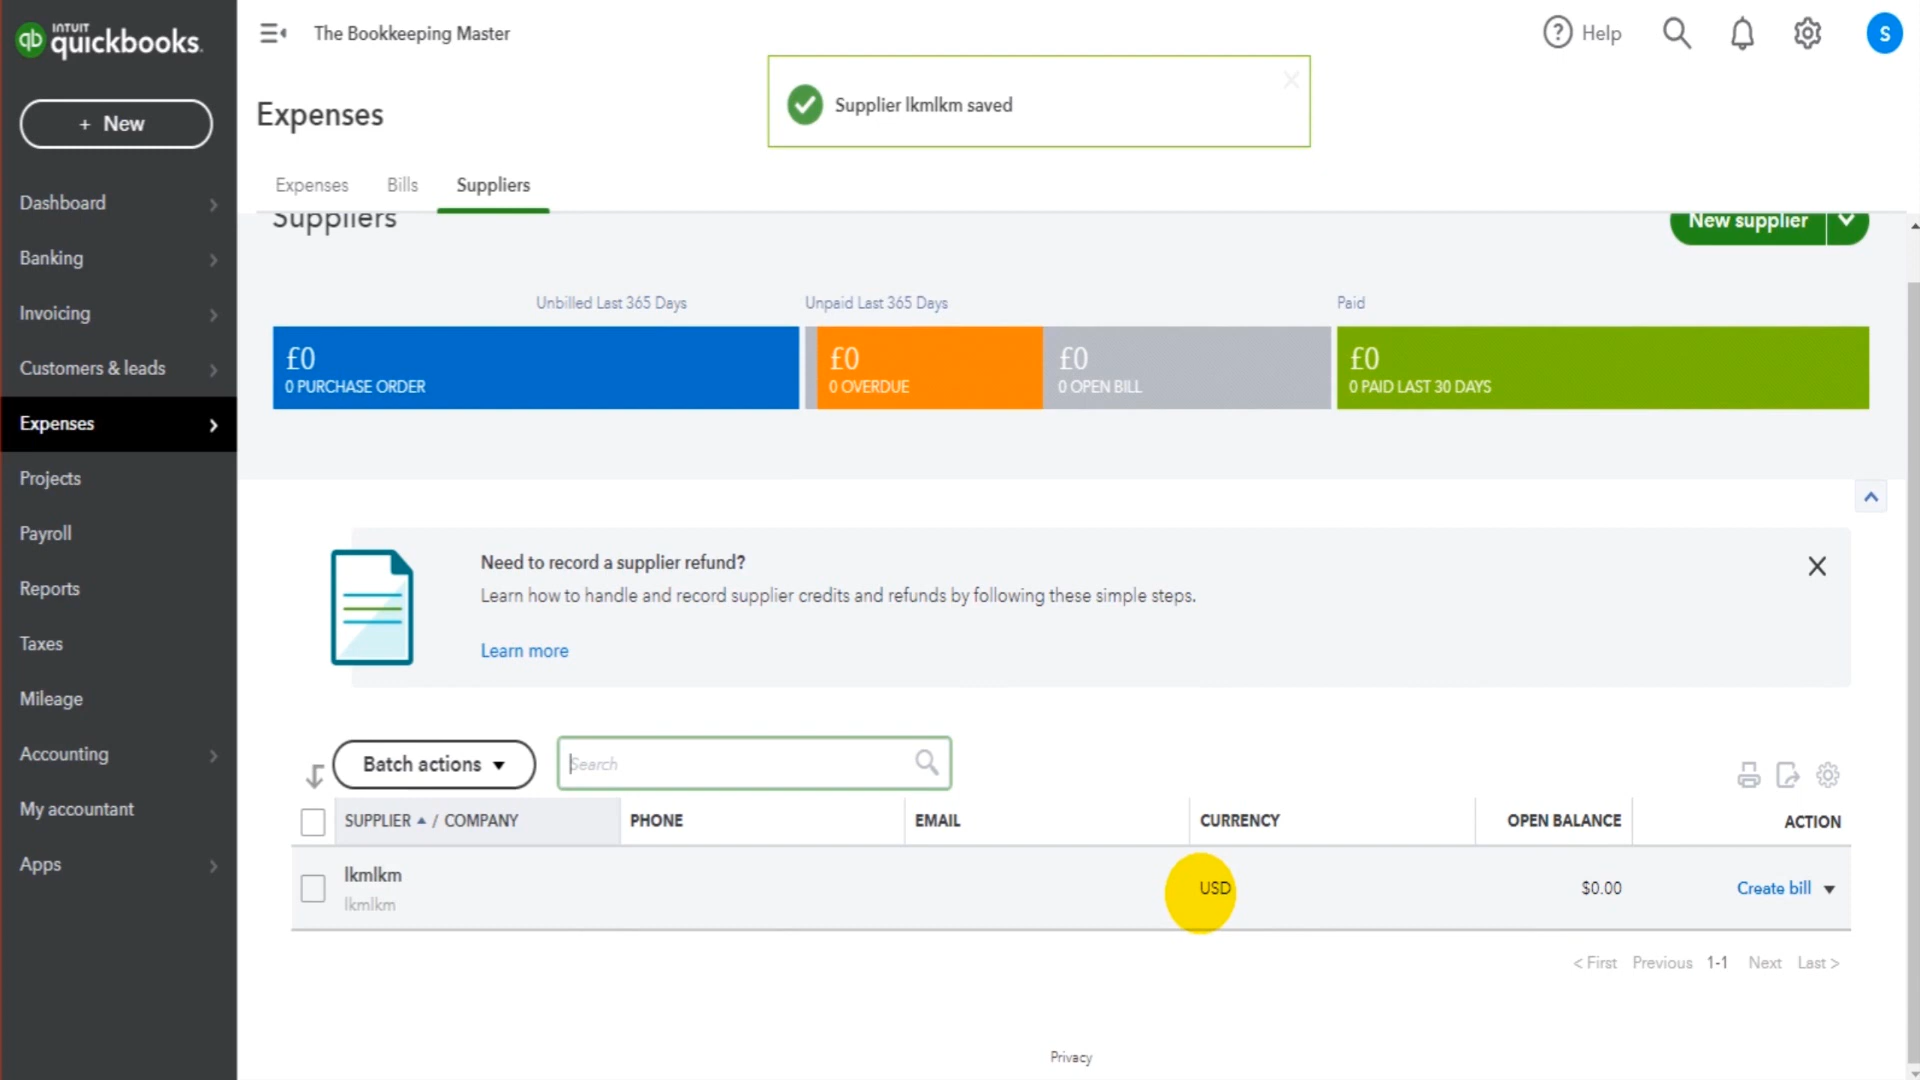 INTUIT
qb quickbooks.
The Bookkeeping Master
Help
S
+ New
Supplier lkmlkm saved
Expenses
Expenses Bills Suppliers
Dashboard
Banking
Invoicing
Customers & leads
Expenses
Projects
Payroll
Reports
Taxes
Mileage
Accounting
My accountant
Apps
Suppliers
New supplier
Unbilled Last 365 Days
Unpaid Last 365 Days
Paid
£0
0 PURCHASE ORDER
£0
0 OVERDUE
£0
0 OPEN BILL
£0
0 PAID LAST 30 DAYS
Need to record a supplier refund?
Learn how to handle and record supplier credits and refunds by following these simple steps.
Learn more
Batch actions
Search
SUPPLIER / COMPANY PHONE EMAIL CURRENCY OPEN BALANCE ACTION
lkmlkm
lkmlkm
USD
$0.00
Create bill
< First Previous 1-1 Next Last >
Privacy